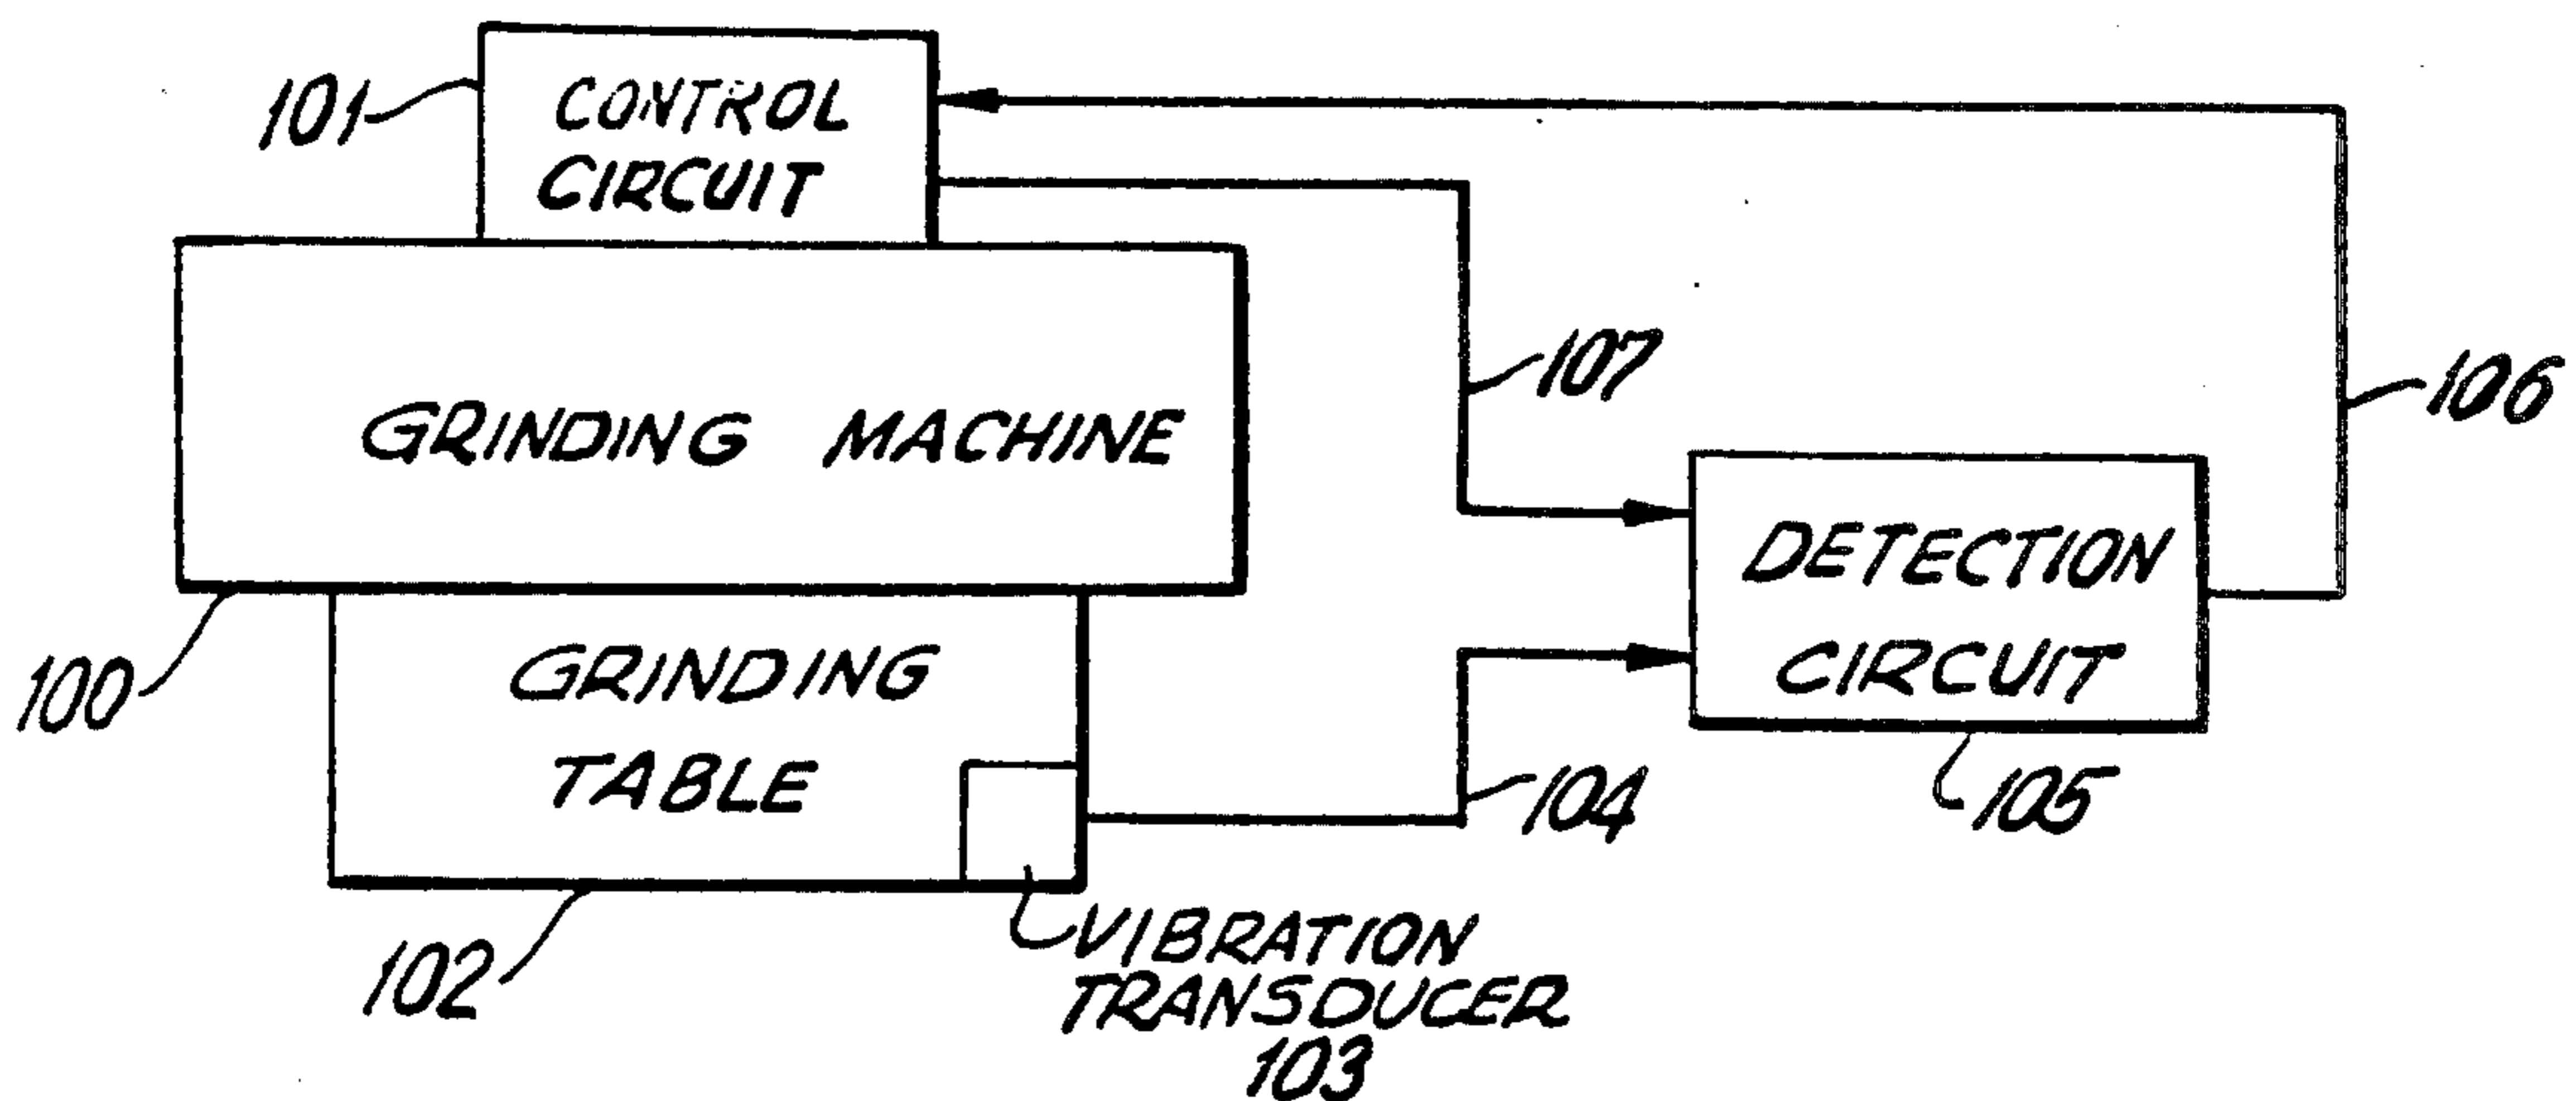 101
CONTROL
CIRCUIT
107
106
GRINDING MACHINE
100
DETECTION
CIRCUIT
105
GRINDING
TABLE
104
102
VIBRATION
TRANSDUCER
103